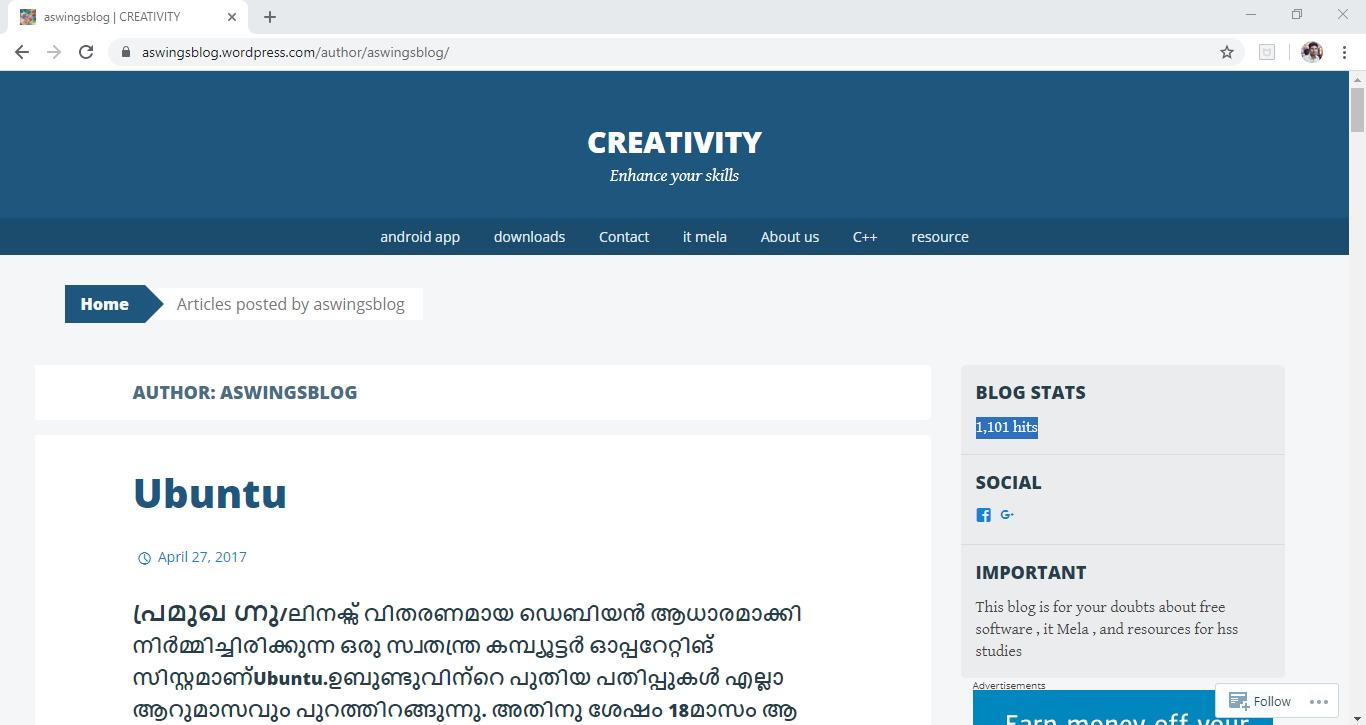 aswingsblog | CREATIVITY
aswingsblog.wordpress.com/author/aswingsblog/
CREATIVITY
Enhance your skills
android app downloads Contact it mela About us C++ resource
Home Articles posted by aswingsblog
AUTHOR: ASWINGSBLOG
Ubuntu
April 27, 2017
പ്രമുഖ ഗ്നു/ലിനക്സ് വിതരണമായ ഡെബിയൻ ആധാരമാക്കി
നിർമ്മിച്ചിരിക്കുന്ന ഒരു സ്വതന്ത്ര കമ്പ്യൂട്ടർ ഓപ്പറേറ്റിങ്
സിസ്റ്റമാണ്Ubuntu.ഉബുണ്ടുവിന്റെ പുതിയ പതിപ്പുകൾ എല്ലാ
ആറുമാസവും പുറത്തിറങ്ങുന്നു. അതിനു ശേഷം 18മാസം ആ
BLOG STATS
1,101 hits
SOCIAL
G+
IMPORTANT
This blog is for your doubts about free
software , it Mela , and resources for hss
studies
Advertisements
Earn money off your
Follow